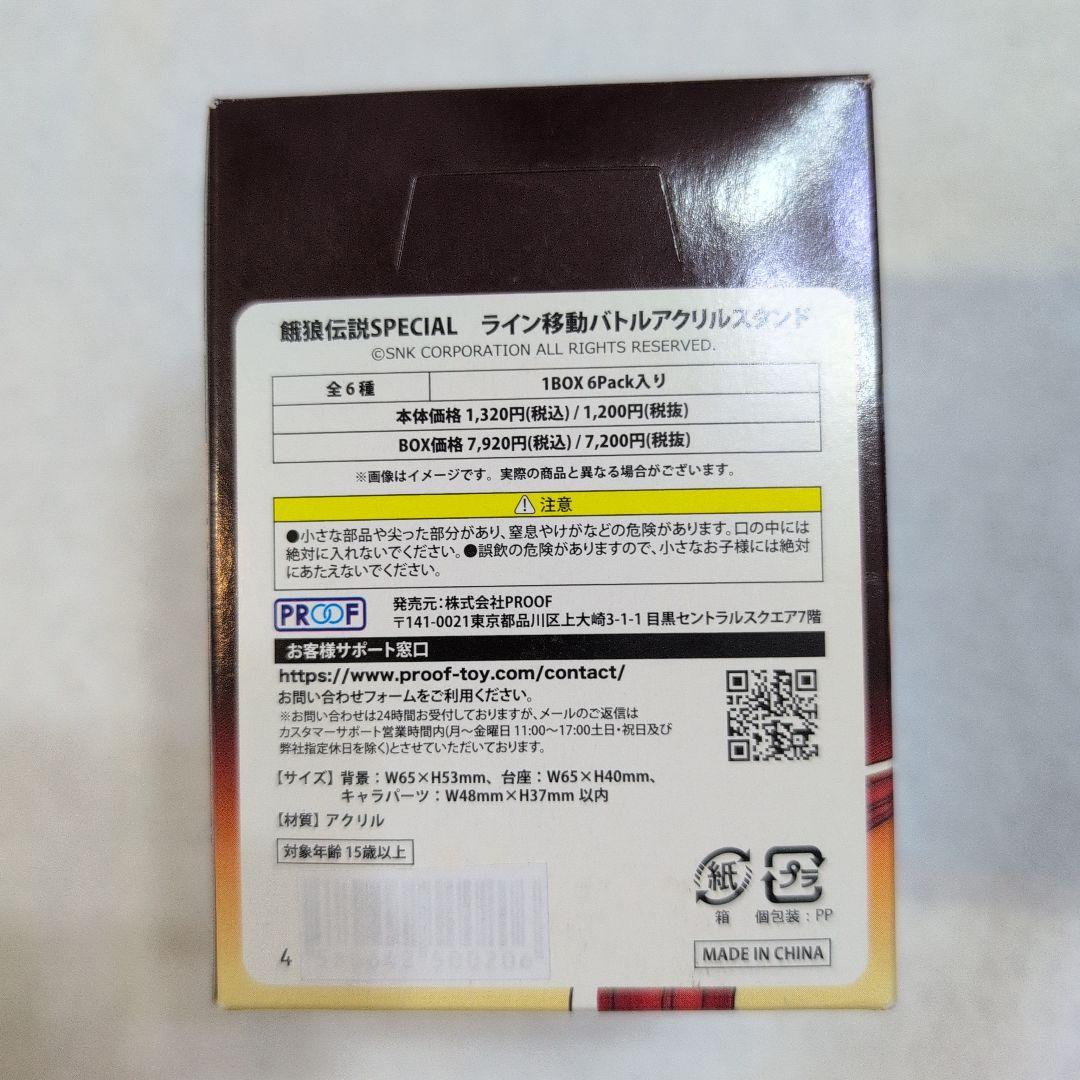 餓狼伝説SPECIAL ライン移動バトルアクリルスタンド
©SNK CORPORATION ALL RIGHTS RESERVED.
全6種 1BOX 6Pack入り
本体価格 1,320円(税込) / 1,200円(税抜)
BOX価格 7,920円(税込) / 7,200円(税抜)
※画像はイメージです。実際の商品と異なる場合がございます。
注意
●小さな部品や尖った部分があり、窒息やけがなどの危険があります。口の中には
絶対に入れないでください。●誤飲の危険がありますので、小さなお子様には絶対
にあたえないでください。
PROOF
発売元:株式会社PROOF
〒141-0021東京都品川区上大崎3-1-1 目黒セントラルスクエア7階
お客様サポート窓口
https://www.proof-toy.com/contact/
お問い合わせフォームをご利用ください。
※お問い合わせは24時間お受付しておりますが、メールのご返信は
カスタマーサポート営業時間内(月〜金曜日 11:00〜17:00土日・祝日及び
弊社指定休日を除く)とさせていただいております。
【サイズ】背景:W65×H53mm、台座:W65×H40mm、
キャラパーツ:W48mm×H37mm 以内
【材質】アクリル
対象年齢 15歳以上
紙 プラ
箱 個包装:PP
4
MADE IN CHINA